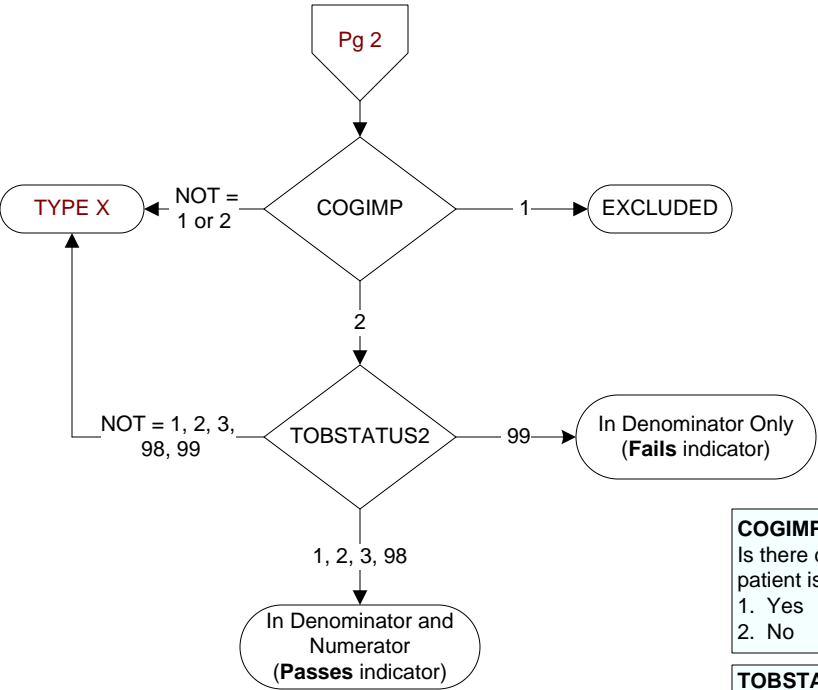 Pg 2
TYPE X
NOT =
1 or 2
COGIMP
1
EXCLUDED
2
NOT = 1, 2, 3,
98, 99
TOBSTATUS2
99
In Denominator Only
(Fails indicator)
1, 2, 3, 98
In Denominator and
Numerator
(Passes indicator)
COGIMP
Is there
patient is
1. Yes
2. No